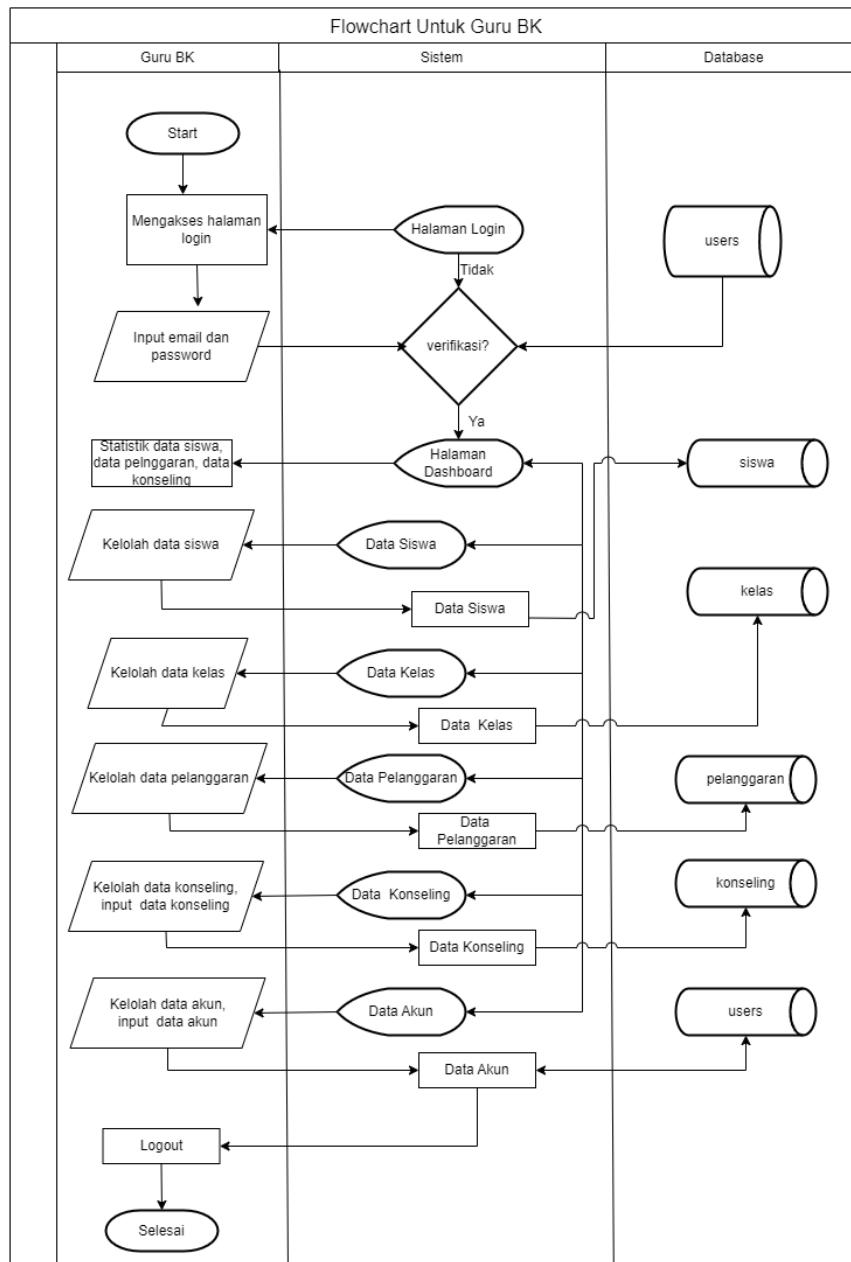 Flowchart Untuk Guru BK
Guru BK
Sistem
Database
Start
Mengakses halaman
login
Halaman Login
users
Tidak
Input email dan
password
verifikasi?
Ya
Statistik data siswa,
data pelnggaran, data
konseling
Halaman
Dashboard
siswa
Kelolah data siswa
Data Siswa
Data Siswa
kelas
Kelolah data kelas
Data Kelas
Data Kelas
Kelolah data pelanggaran
Data Pelanggaran
pelanggaran
Data
Pelanggaran
Kelolah data konseling,
input data konseling
Data Konseling
konseling
Data Konseling
Kelolah data akun,
input data akun
Data Akun
users
Data Akun
Logout
Selesai